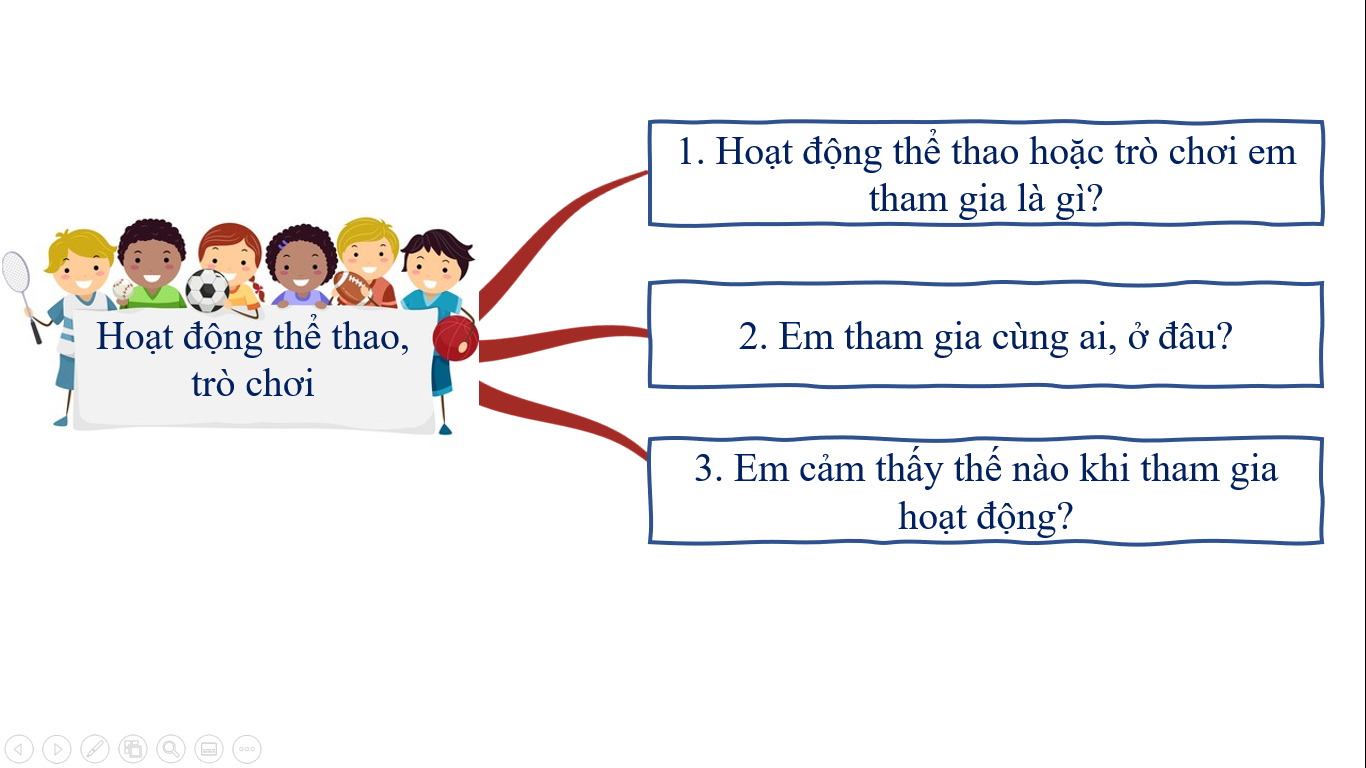 Hoạt động thể thao,
trò chơi
1. Hoạt động thể thao hoặc trò chơi em
tham gia là gì?
2. Em tham gia cùng ai, ở đâu?
3. Em cảm thấy thế nào khi tham gia
hoạt động?